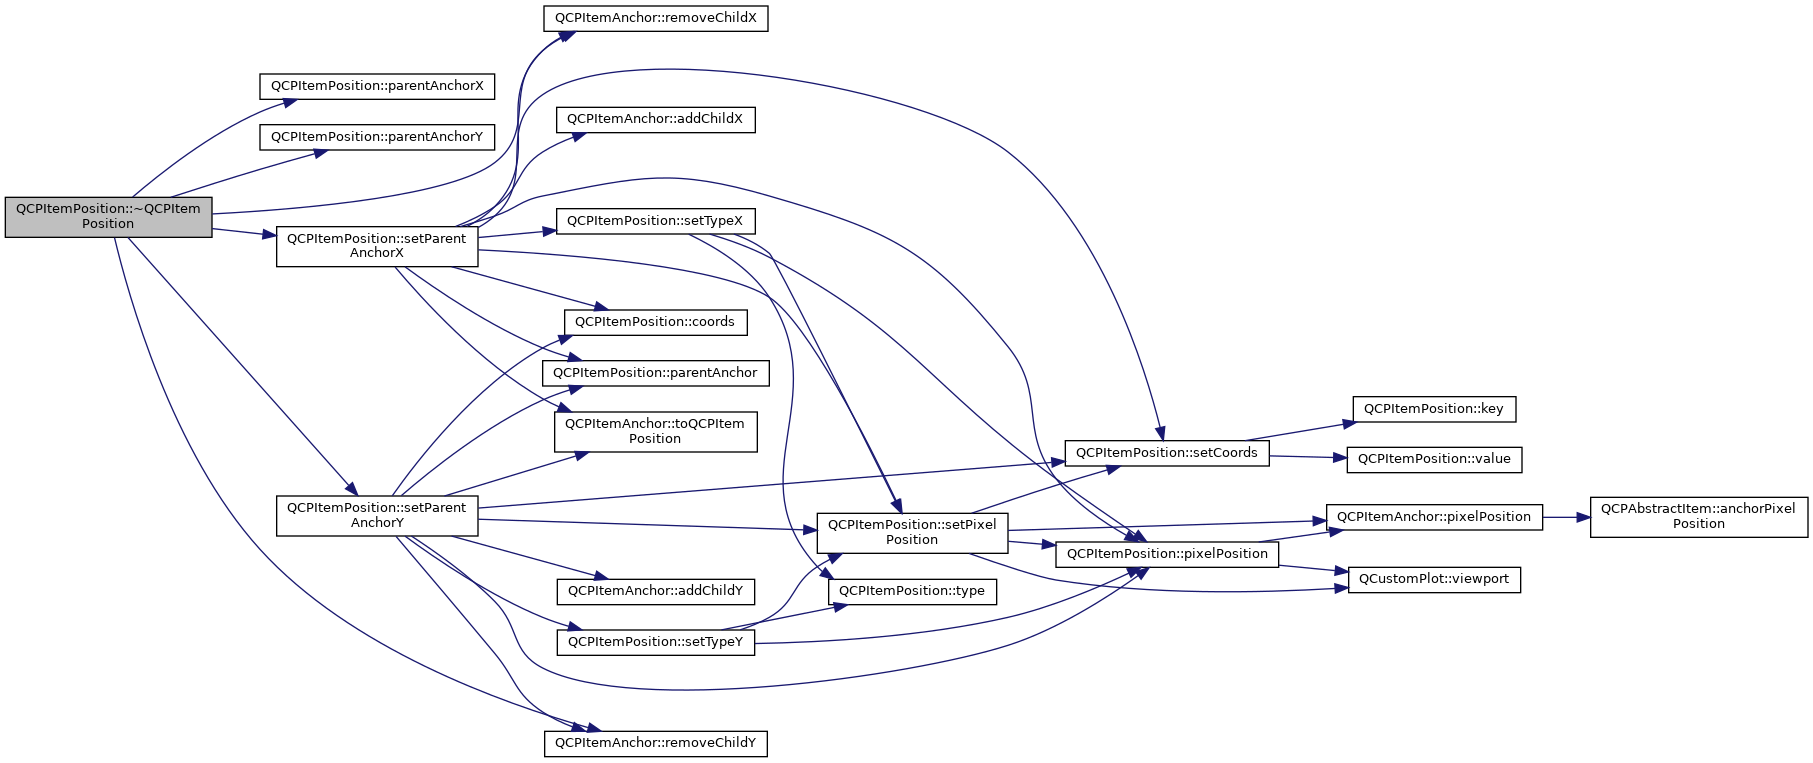 QCPItemPosition::~QCPItem
Position
QCPItemPosition::parentAnchorX
QCPItemPosition::parentAnchorY
QCPItemAnchor::removeChildX
QCPItemPosition::setParent
AnchorX
QCPItemAnchor::addChildX
QCPItemPosition::setTypeX
QCPItemPosition::coords
QCPItemPosition::parentAnchor
QCPItemAnchor::toQCPItem
Position
QCPItemPosition::setParent
AnchorY
QCPItemAnchor::addChildY
QCPItemPosition::setTypeY
QCPItemAnchor::removeChildY
QCPItemPosition::setPixel
Position
QCPItemPosition::type
QCPItemPosition::setCoords
QCPItemPosition::pixelPosition
QCPItemPosition::key
QCPItemPosition::value
QCPItemAnchor::pixelPosition
QCustomPlot::viewport
QCPAbstractItem::anchorPixel
Position